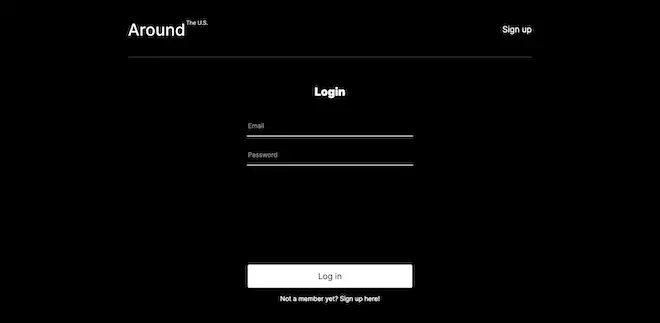 Around The U.S.
Sign up
Login
Email
Password
Log in
Not a member yet? Sign up here!